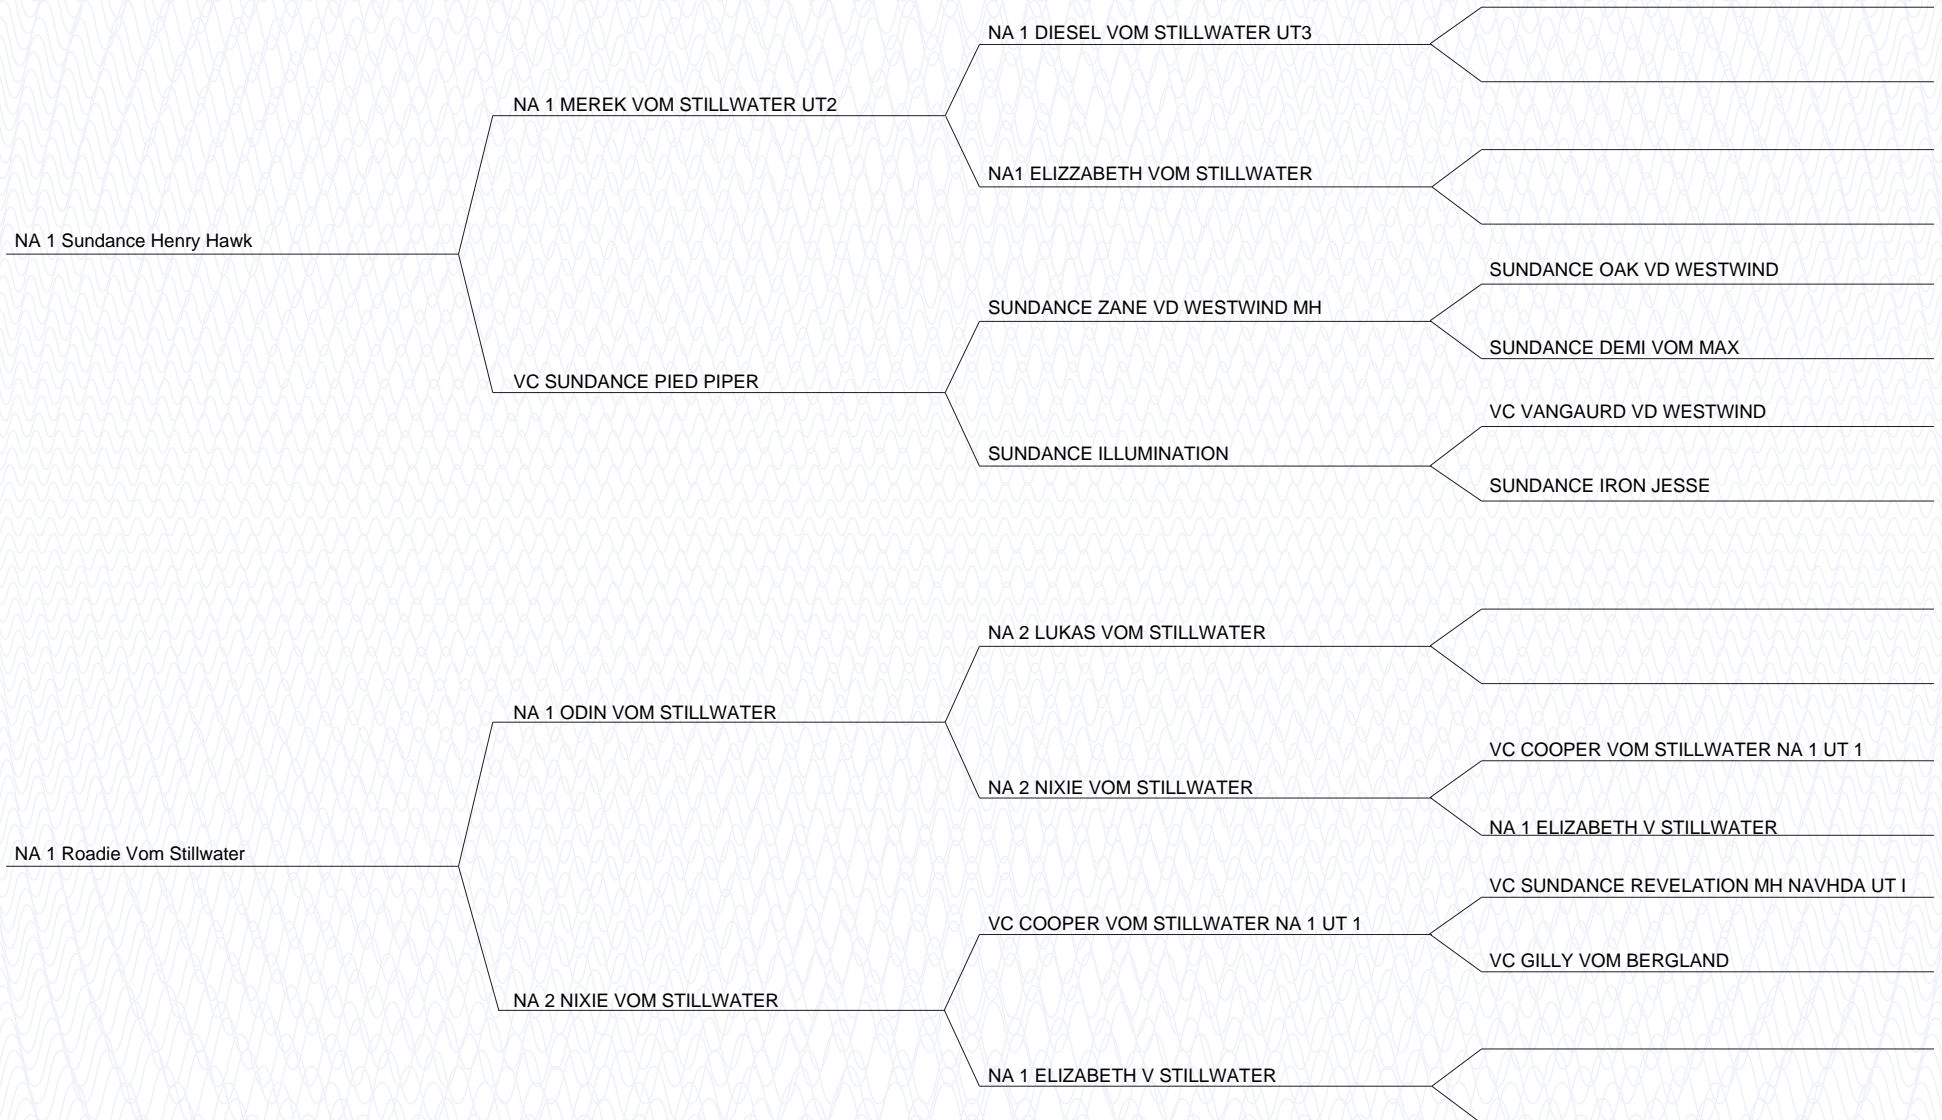 NA 1 Sundance Henry Hawk
NA 1 MEREK VOM STILLWATER UT2
NA 1 DIESEL VOM STILLWATER UT3
NA1 ELIZZABETH VOM STILLWATER
VC SUNDANCE PIED PIPER
SUNDANCE ZANE VD WESTWIND MH
SUNDANCE OAK VD WESTWIND
SUNDANCE DEMI VOM MAX
SUNDANCE ILLUMINATION
VC VANGAURD VD WESTWIND
SUNDANCE IRON JESSE
NA 1 Roadie Vom Stillwater
NA 1 ODIN VOM STILLWATER
NA 2 LUKAS VOM STILLWATER
NA 2 NIXIE VOM STILLWATER
VC COOPER VOM STILLWATER NA 1 UT 1
NA 1 ELIZABETH V STILLWATER
NA 2 NIXIE VOM STILLWATER
VC COOPER VOM STILLWATER NA 1 UT 1
VC SUNDANCE REVELATION MH NAVHDA UT I
VC GILLY VOM BERGLAND
NA 1 ELIZABETH V STILLWATER